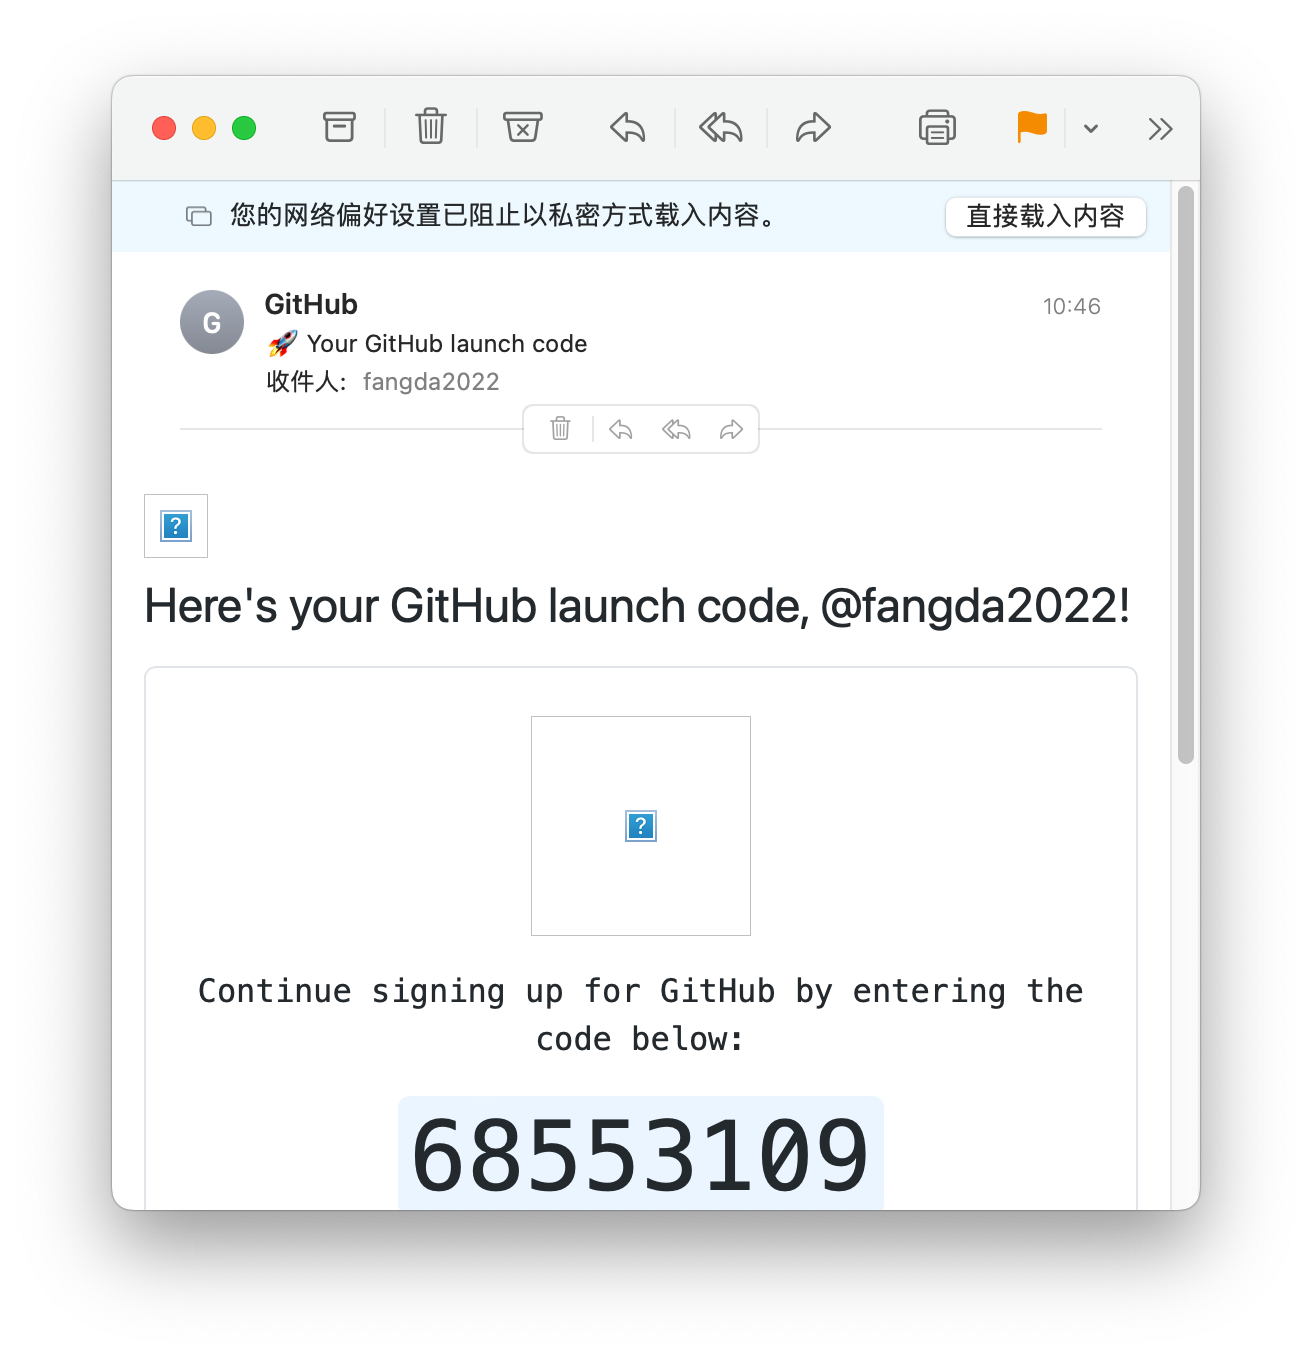 您的网络偏好设置已阻止以私密方式载入内容。
直接载入内容
G
GitHub
10:46
🚀 Your GitHub launch code
收件人: fangda2022
Here's your GitHub launch code, @fangda2022!
Continue signing up for GitHub by entering the
code below:
68553109